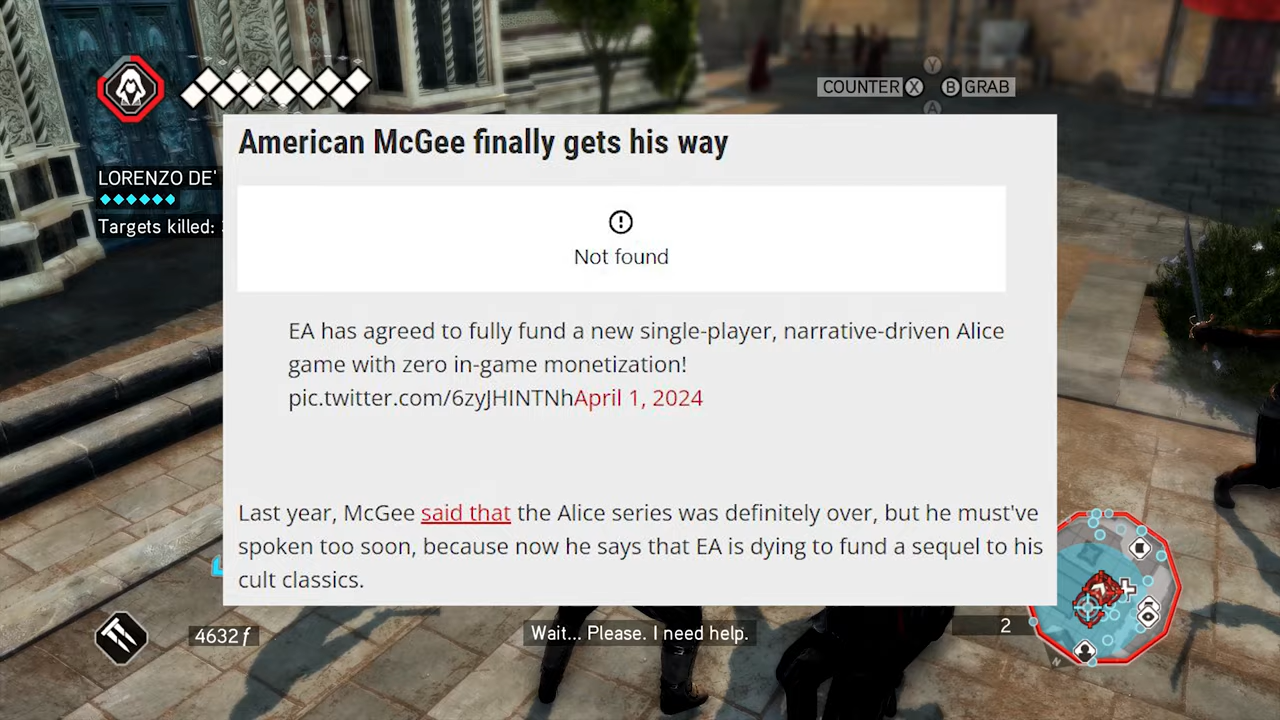 Y
COUNTER X B GRAB
A
American McGee finally gets his way
LORENZO DE'
Targets killed:
Not found
EA has agreed to fully fund a new single-player, narrative-driven Alice
game with zero in-game monetization!
pic.twitter.com/6zyJHINTNhApril 1, 2024
Last year, McGee said that the Alice series was definitely over, but he must've
spoken too soon, because now he says that EA is dying to fund a sequel to his
cult classics.
4632 f
Wait... Please. I need help.
2
N